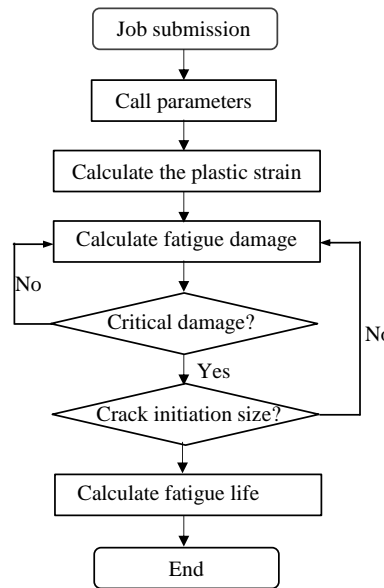 Job submission
Call parameters
Calculate the plastic strain
Calculate fatigue damage
No
Critical damage?
No
Yes
Crack initiation size?
Calculate fatigue life
End